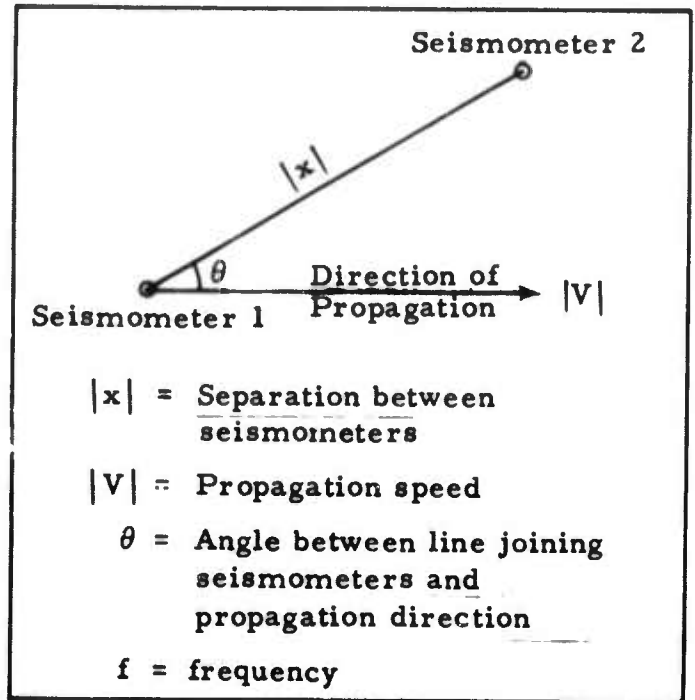 Seismometer 2
|x|
θ
Direction of
Propagation
|V|
Seismometer 1
|x| = Separation between
seismometers
|V| = Propagation speed
θ = Angle between line joining
seismometers and
propagation direction
f = frequency